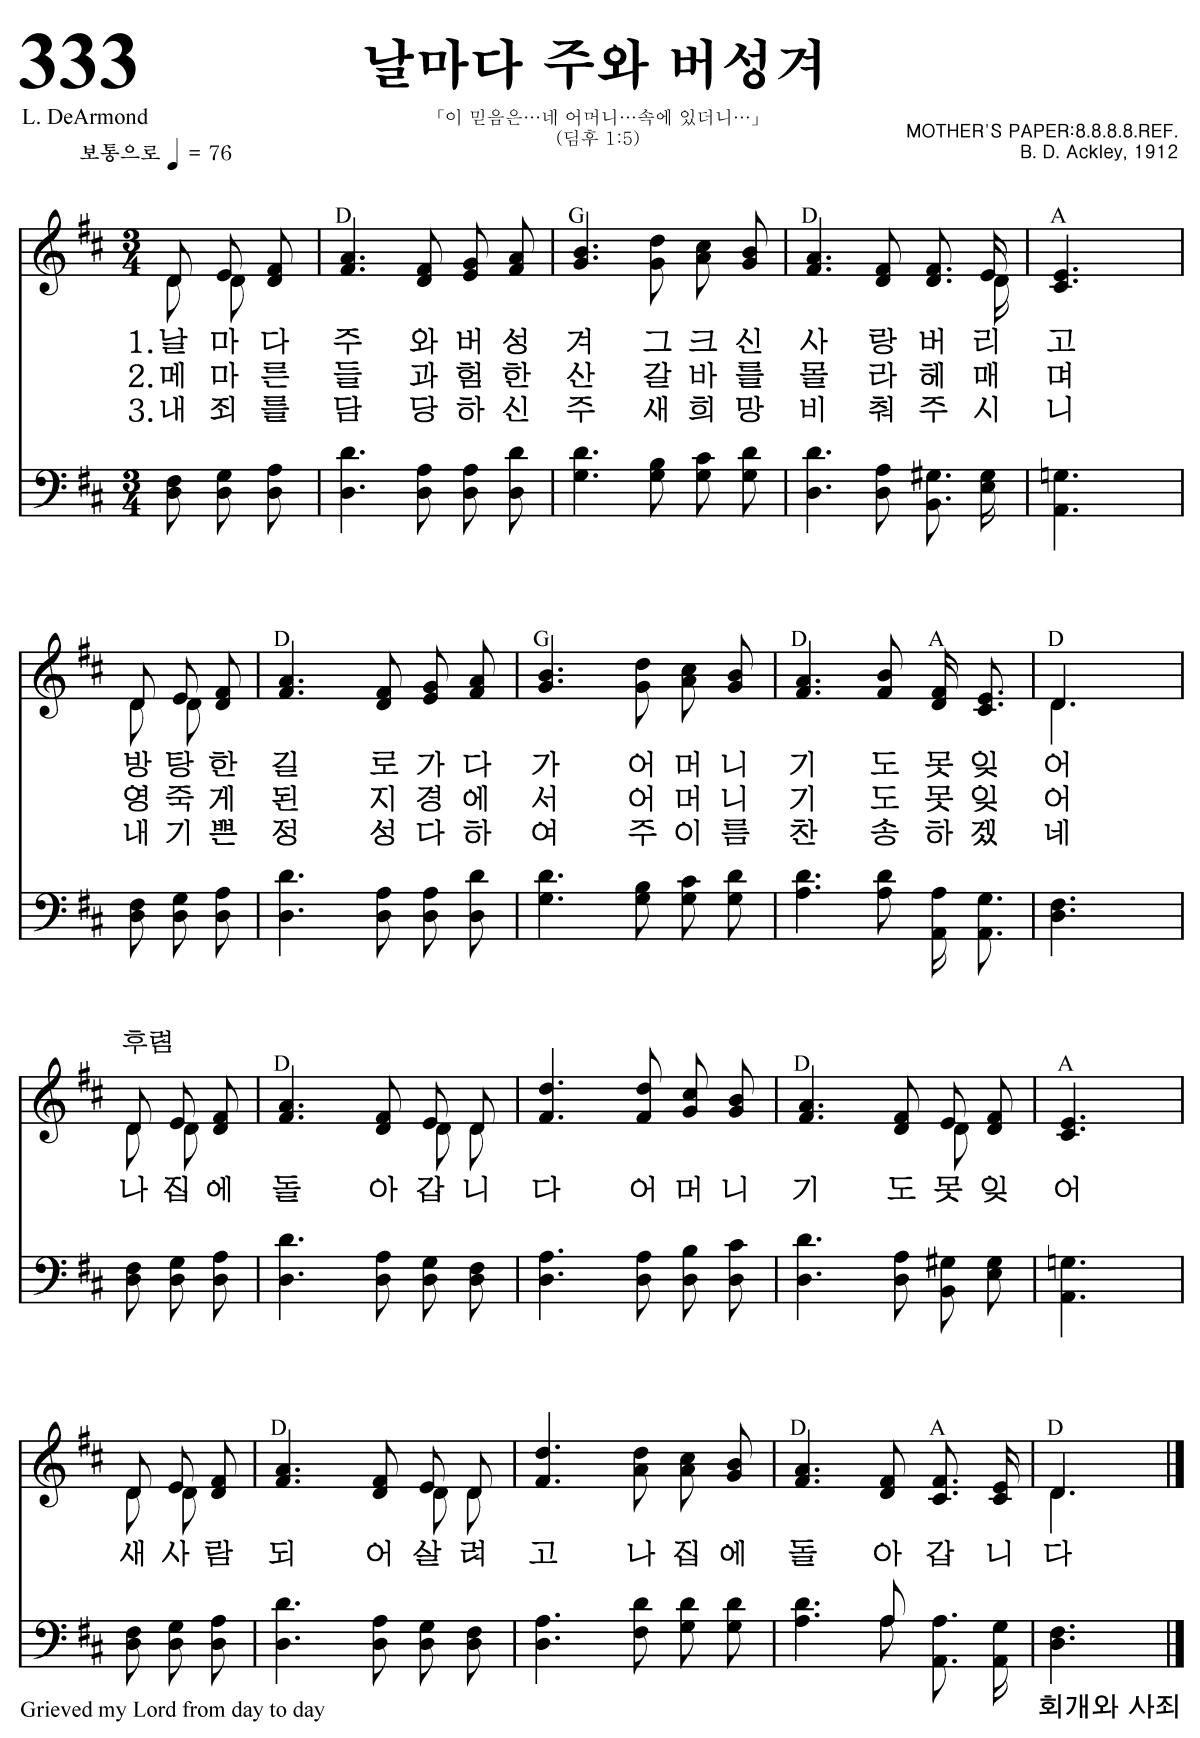 333
날마다 주와 버성겨
L. DeArmond
「이 믿음은…네 어머니…속에 있더니…」
(딤후 1:5)
MOTHER'S PAPER:8.8.8.8.REF.
보통으로 ♩ = 76
B. D. Ackley, 1912
D G D A
3/4
1.날 마 다 주 와 버 성 겨 그 크 신 사 랑 버 리 고
2.메 마 른 들 과 험 한 산 갈 바 를 몰 라 헤 매 며
3.내 죄 를 담 당 하 신 주 새 희 망 비 춰 주 시 니
3/4
D G D A D
방 탕 한 길 로 가 다 가 어 머 니 기 도 못 잊 어
영 죽 게 된 지 경 에 서 어 머 니 기 도 못 잊 어
내 기 쁜 정 성 다 하 여 주 이 름 찬 송 하 겠 네
후렴
D D A
나 집 에 돌 아 갑 니 다 어 머 니 기 도 못 잊 어
D D A D
새 사 람 되 어 살 려 고 나 집 에 돌 아 갑 니 다
Grieved my Lord from day to day
회개와 사죄